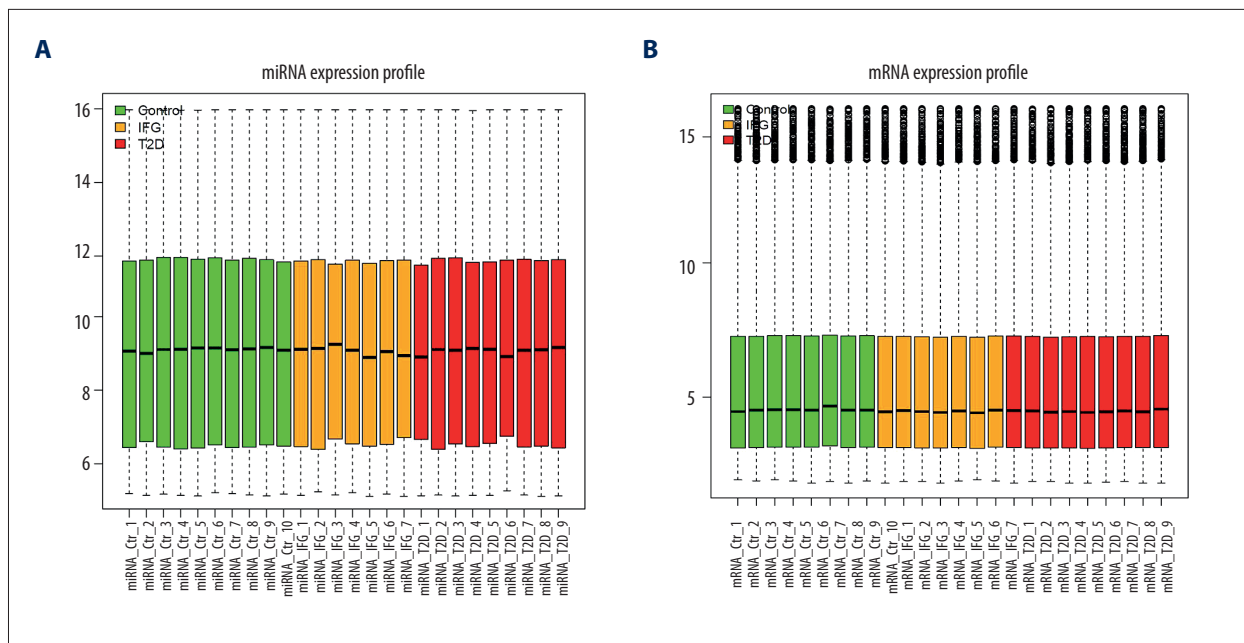 A
miRNA expression profile
16
14
12
10
8
6
Control
IFG
T2D
miRNA_Ctr_1
miRNA_Ctr_2
miRNA_Ctr_3
miRNA_Ctr_4
miRNA_Ctr_5
miRNA_Ctr_6
miRNA_Ctr_7
miRNA_Ctr_8
miRNA_Ctr_9
miRNA_Ctr_10
miRNA_IFG_1
miRNA_IFG_2
miRNA_IFG_3
miRNA_IFG_4
miRNA_IFG_5
miRNA_IFG_6
miRNA_IFG_7
miRNA_T2D_1
miRNA_T2D_2
miRNA_T2D_3
miRNA_T2D_4
miRNA_T2D_5
miRNA_T2D_6
miRNA_T2D_7
miRNA_T2D_8
miRNA_T2D_9
B
mRNA expression profile
15
10
5
Control
IFG
T2D
mRNA_Ctr_1
mRNA_Ctr_2
mRNA_Ctr_3
mRNA_Ctr_4
mRNA_Ctr_5
mRNA_Ctr_6
mRNA_Ctr_7
mRNA_Ctr_8
mRNA_Ctr_9
mRNA_Ctr_10
mRNA_IFG_1
mRNA_IFG_2
mRNA_IFG_3
mRNA_IFG_4
mRNA_IFG_5
mRNA_IFG_6
mRNA_IFG_7
mRNA_T2D_1
mRNA_T2D_2
mRNA_T2D_3
mRNA_T2D_4
mRNA_T2D_5
mRNA_T2D_6
mRNA_T2D_7
mRNA_T2D_8
mRNA_T2D_9